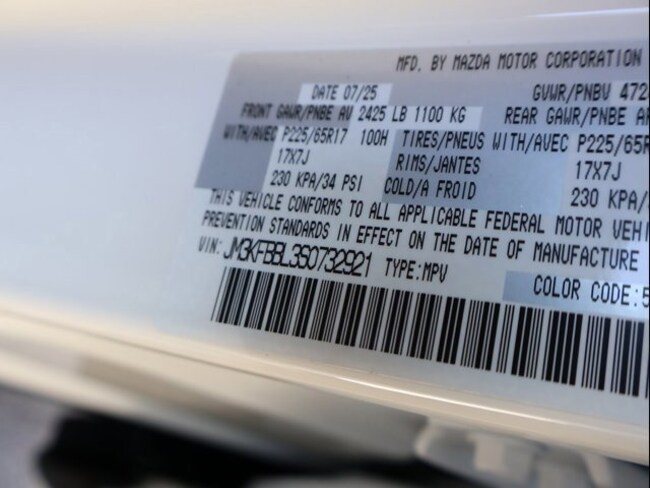 MFD. BY MAZDA MOTOR CORPORATION
DATE 07/25 GVWR/PNBV 472
FRONT GAWR/PNBE AV 2425 LB 1100 KG REAR GAWR/PNBE
WITH/AVEC P225/65R17 100H TIRES/PNEUS WITH/AVEC P225/65R
17X7J RIMS/JANTES 17X7J
230 KPA/34 PSI COLD/A FROID 230 KPA/
THIS VEHICLE CONFORMS TO ALL APPLICABLE FEDERAL MOTOR VEHI
PREVENTION STANDARDS IN EFFECT ON THE DATE OF MANUFACTURE
VIN: JM3KFBBL3S0732921 TYPE:MPV
COLOR CODE:5